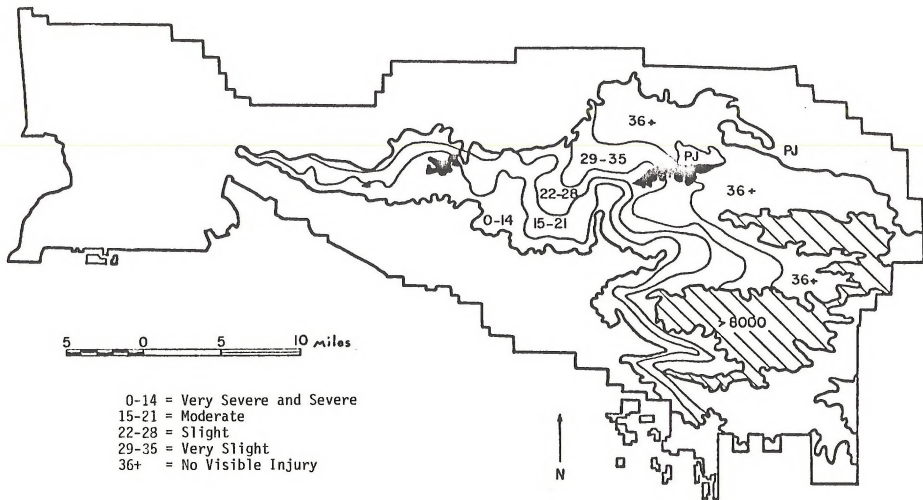 36+
29-35
PJ
PJ
36+
22-28
0-14
15-21
36+
>8000
5 0 5 10 Miles
0-14 = Very Severe and Severe
15-21 = Moderate
22-28 = Slight
29-35 = Very Slight
36+ = No Visible Injury
N